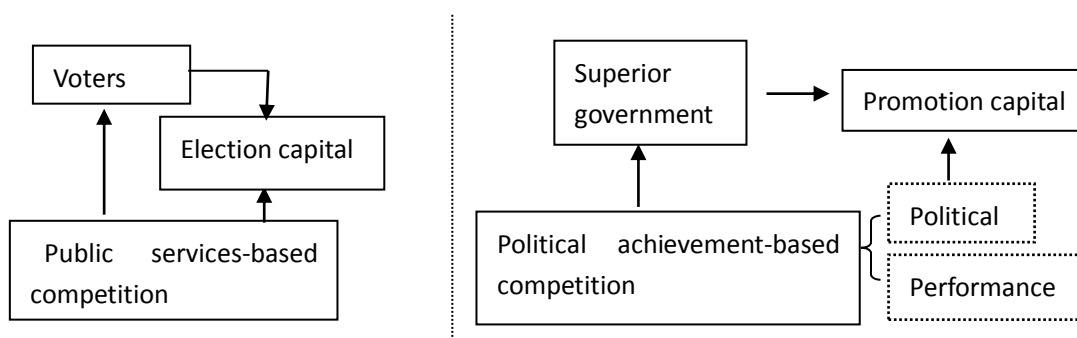 Voters
Election capital
Public services-based
competition
Superior
government
Promotion capital
Political achievement-based
competition
Political
Performance